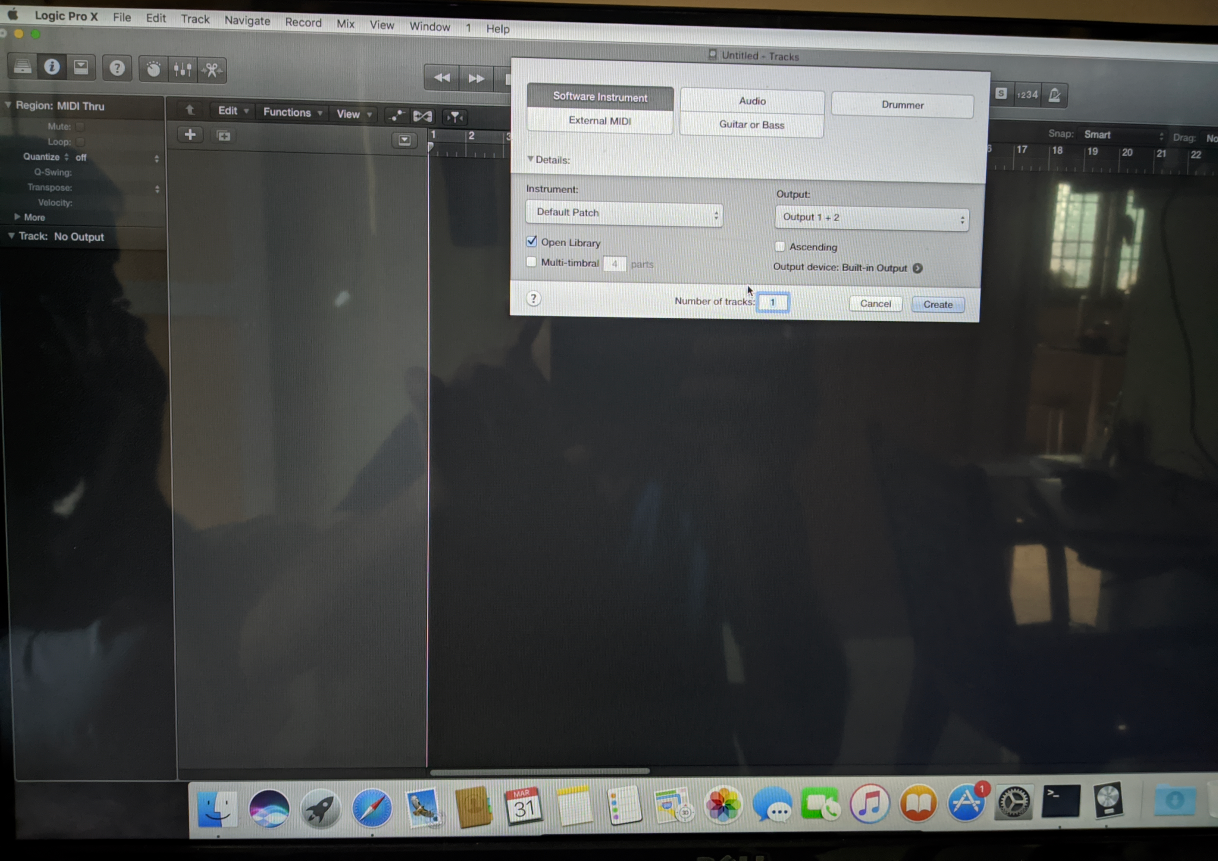 Logic Pro X File Edit Track Navigate Record Mix View Window 1 Help
Untitled - Tracks
?
S
1234
Region: MIDI Thru
Mute:
Loop:
Quantize off
Q-Swing:
Transpose:
Velocity:
More
Track: No Output
Edit Functions View
1 2 3
Snap: Smart Drag: No
17 18 19 20 21 22
Software Instrument
Audio
Drummer
External MIDI
Guitar or Bass
Details:
Instrument:
Output:
Default Patch
Output 1 + 2
Open Library
Ascending
Multi-timbral 4 parts
Output device: Built-in Output
?
Number of tracks: 1
Cancel
Create
MAR
31
1
>_
DELL